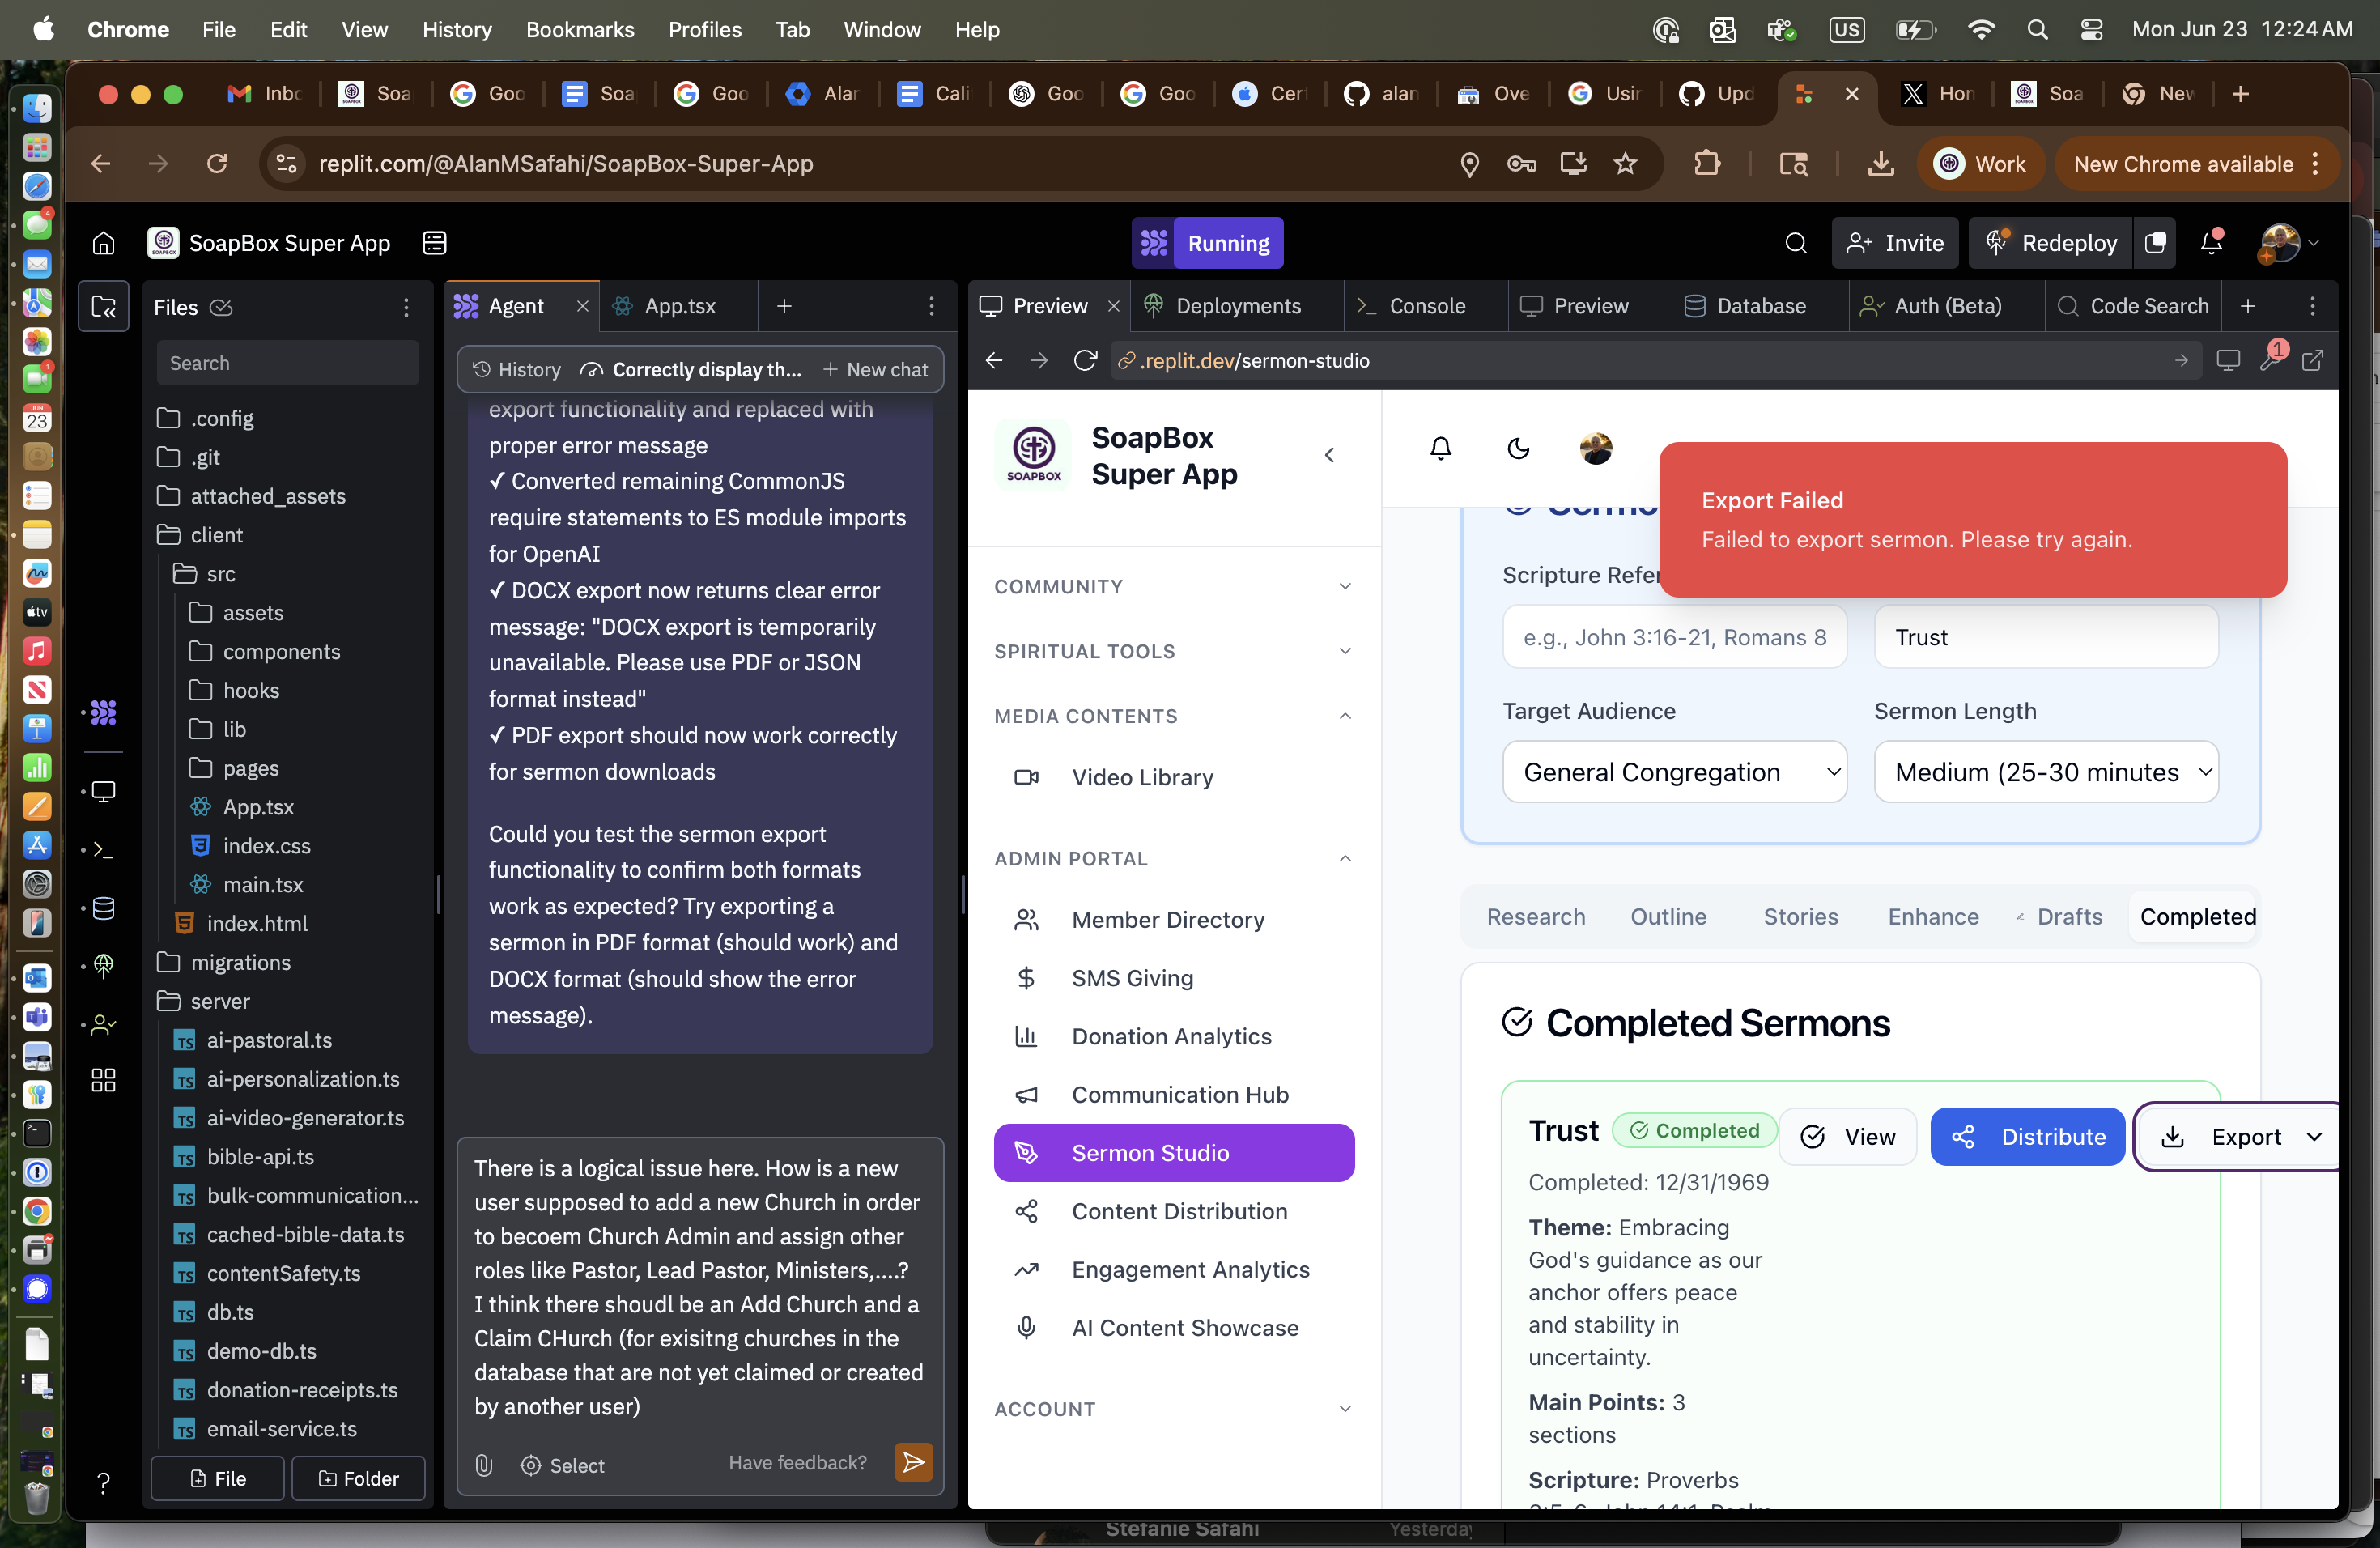 Chrome File Edit View History Bookmarks Profiles Tab Window Help US Mon Jun 23 12:24 AM
Inbc Soa Goo Soa Goo Alar Cali Goo Goo Cert alan Ove Usir Upd Hon Soa New
replit.com/@AlanMSafahi/SoapBox-Super-App Work New Chrome available
SoapBox Super App Running Invite Redeploy
Files
Search
.config
.git
attached_assets
client
src
assets
components
hooks
lib
pages
App.tsx
index.css
main.tsx
index.html
migrations
server
ai-pastoral.ts
ai-personalization.ts
ai-video-generator.ts
bible-api.ts
bulk-communication...
cached-bible-data.ts
contentSafety.ts
db.ts
demo-db.ts
donation-receipts.ts
email-service.ts
File Folder
Agent App.tsx
History Correctly display th... New chat
export functionality and replaced with
proper error message
✓ Converted remaining CommonJS
require statements to ES module imports
for OpenAI
✓ DOCX export now returns clear error
message: "DOCX export is temporarily
unavailable. Please use PDF or JSON
format instead"
✓ PDF export should now work correctly
for sermon downloads
Could you test the sermon export
functionality to confirm both formats
work as expected? Try exporting a
sermon in PDF format (should work) and
DOCX format (should show the error
message).
There is a logical issue here. How is a new
user supposed to add a new Church in order
to becoem Church Admin and assign other
roles like Pastor, Lead Pastor, Ministers,....?
I think there shoudl be an Add Church and a
Claim CHurch (for exisitng churches in the
database that are not yet claimed or created
by another user)
Select Have feedback?
Preview Deployments Console Preview Database Auth (Beta) Code Search
.replit.dev/sermon-studio 1
SOAPBOX
SoapBox
Super App
COMMUNITY
SPIRITUAL TOOLS
MEDIA CONTENTS
Video Library
ADMIN PORTAL
Member Directory
SMS Giving
Donation Analytics
Communication Hub
Sermon Studio
Content Distribution
Engagement Analytics
AI Content Showcase
ACCOUNT
Export Failed
Failed to export sermon. Please try again.
Scripture Refer
e.g., John 3:16-21, Romans 8 Trust
Target Audience Sermon Length
General Congregation Medium (25-30 minutes
Research Outline Stories Enhance Drafts Completed
Completed Sermons
Trust Completed View Distribute Export
Completed: 12/31/1969
Theme: Embracing
God's guidance as our
anchor offers peace
and stability in
uncertainty.
Main Points: 3
sections
Scripture: Proverbs
Stefanie Safahi Yesterday
tv
JUN
23
4
1